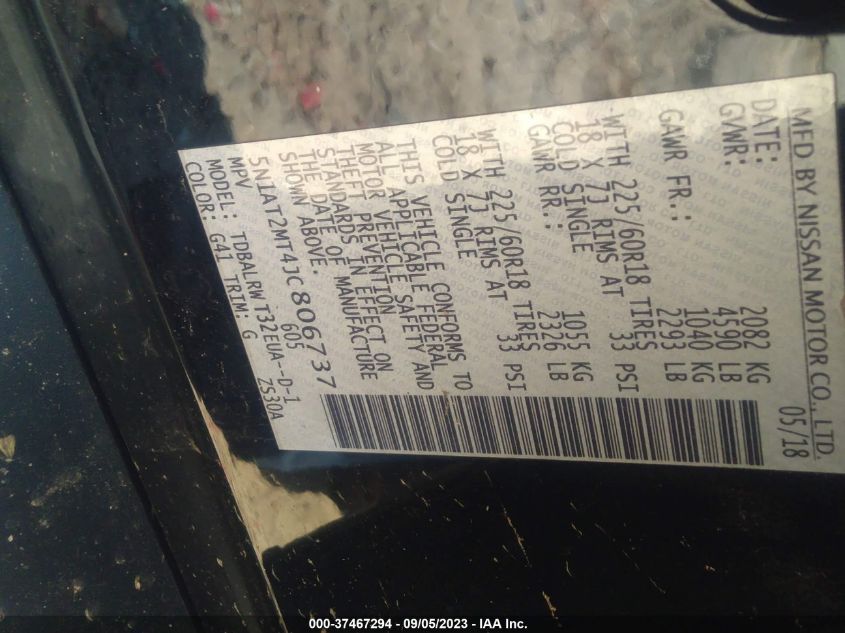 MFD BY NISSAN MOTOR CO., LTD.
DATE: 05/18
GVWR: 2082 KG
4590 LB
GAWR FR.: 1040 KG
2293 LB
WITH 225/60R18 TIRES
18 X 7J RIMS AT 33 PSI
COLD SINGLE
GAWR RR.: 1055 KG
2326 LB
WITH 225/60R18 TIRES
18 X 7J RIMS AT 33 PSI
COLD SINGLE
THIS VEHICLE CONFORMS TO
ALL APPLICABLE FEDERAL
MOTOR VEHICLE SAFETY AND
THEFT PREVENTION
STANDARDS IN EFFECT ON
THE DATE OF MANUFACTURE
SHOWN ABOVE.
5N1AT2MT4JC806737
MPV 605
MODEL: TDBALRWT32EUA--D-1
COLOR: G41 TRIM: G ZS30A
000-37467294 - 09/05/2023 - IAA Inc.